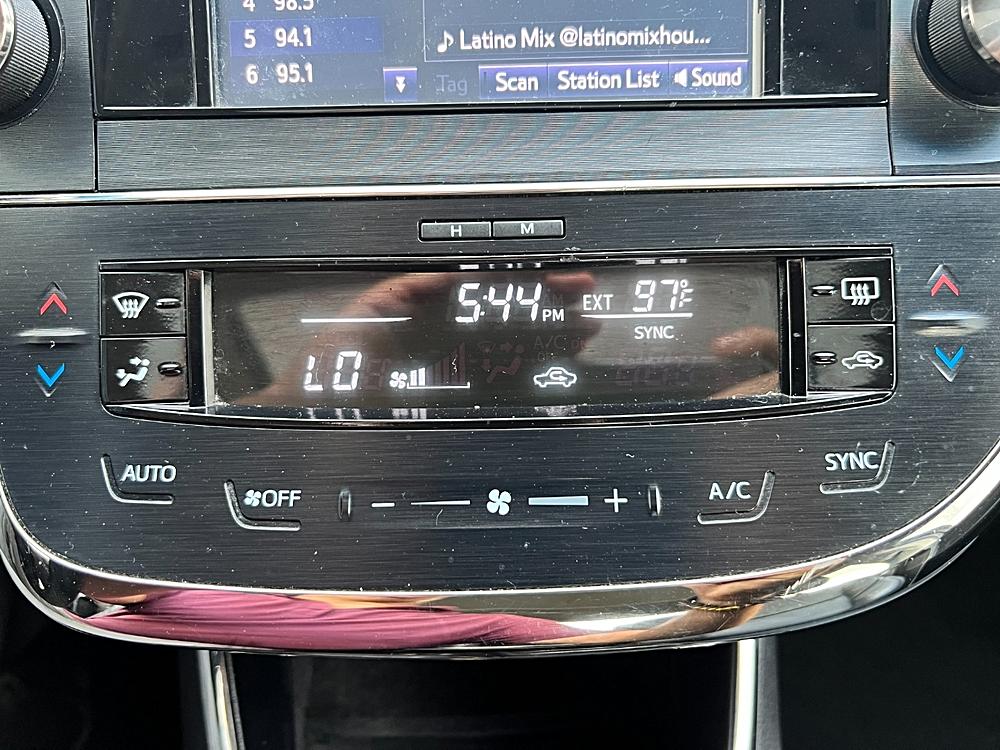 4 98.5
5 94.1
♪ Latino Mix @latinomixhou...
6 95.1
Tag
Scan
Station List
Sound
H M
5:44 PM
EXT 97°F
SYNC
LO
AUTO
OFF
− +
A/C
SYNC